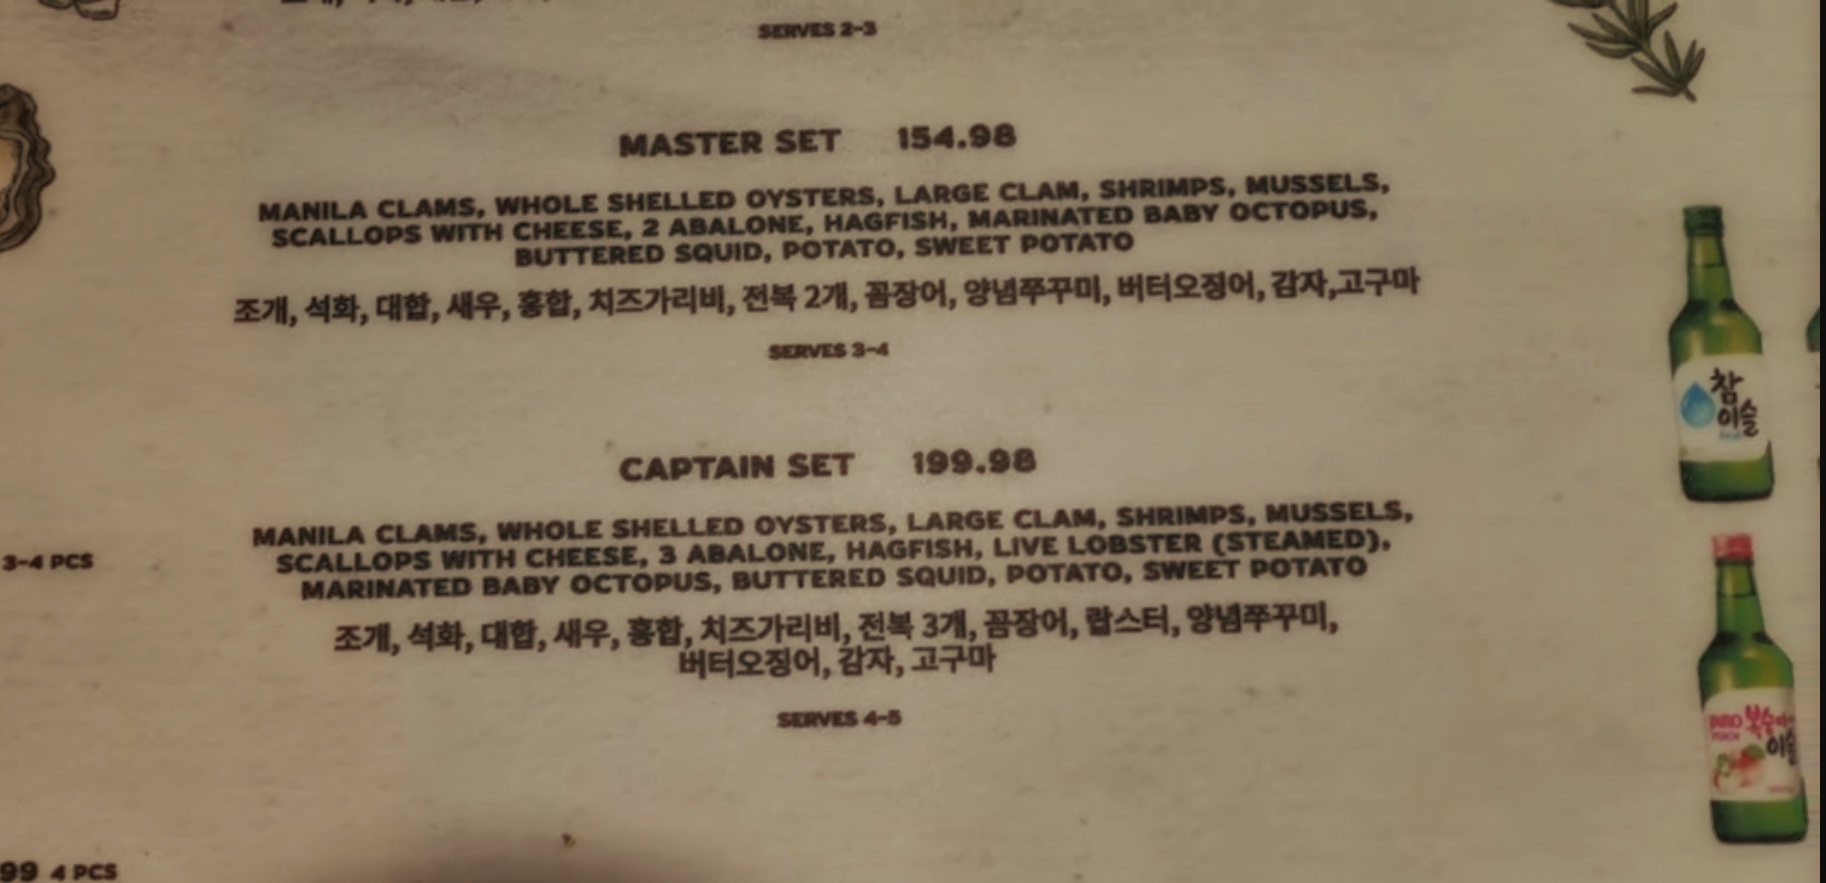 SERVES 2-3
MASTER SET 154.98
MANILA CLAMS, WHOLE SHELLED OYSTERS, LARGE CLAM, SHRIMPS, MUSSELS,
SCALLOPS WITH CHEESE, 2 ABALONE, HAGFISH, MARINATED BABY OCTOPUS,
BUTTERED SQUID, POTATO, SWEET POTATO
조개, 석화, 대합, 새우, 홍합, 치즈가리비, 전복 2개, 꼼장어, 양념쭈꾸미, 버터오징어, 감자,고구마
SERVES 3-4
CAPTAIN SET 199.98
MANILA CLAMS, WHOLE SHELLED OYSTERS, LARGE CLAM, SHRIMPS, MUSSELS,
SCALLOPS WITH CHEESE, 3 ABALONE, HAGFISH, LIVE LOBSTER (STEAMED),
MARINATED BABY OCTOPUS, BUTTERED SQUID, POTATO, SWEET POTATO
조개, 석화, 대합, 새우, 홍합, 치즈가리비, 전복 3개, 꼼장어, 랍스터, 양념쭈꾸미,
버터오징어, 감자, 고구마
SERVES 4-5
3-4 PCS
99 4 PCS
참
이슬